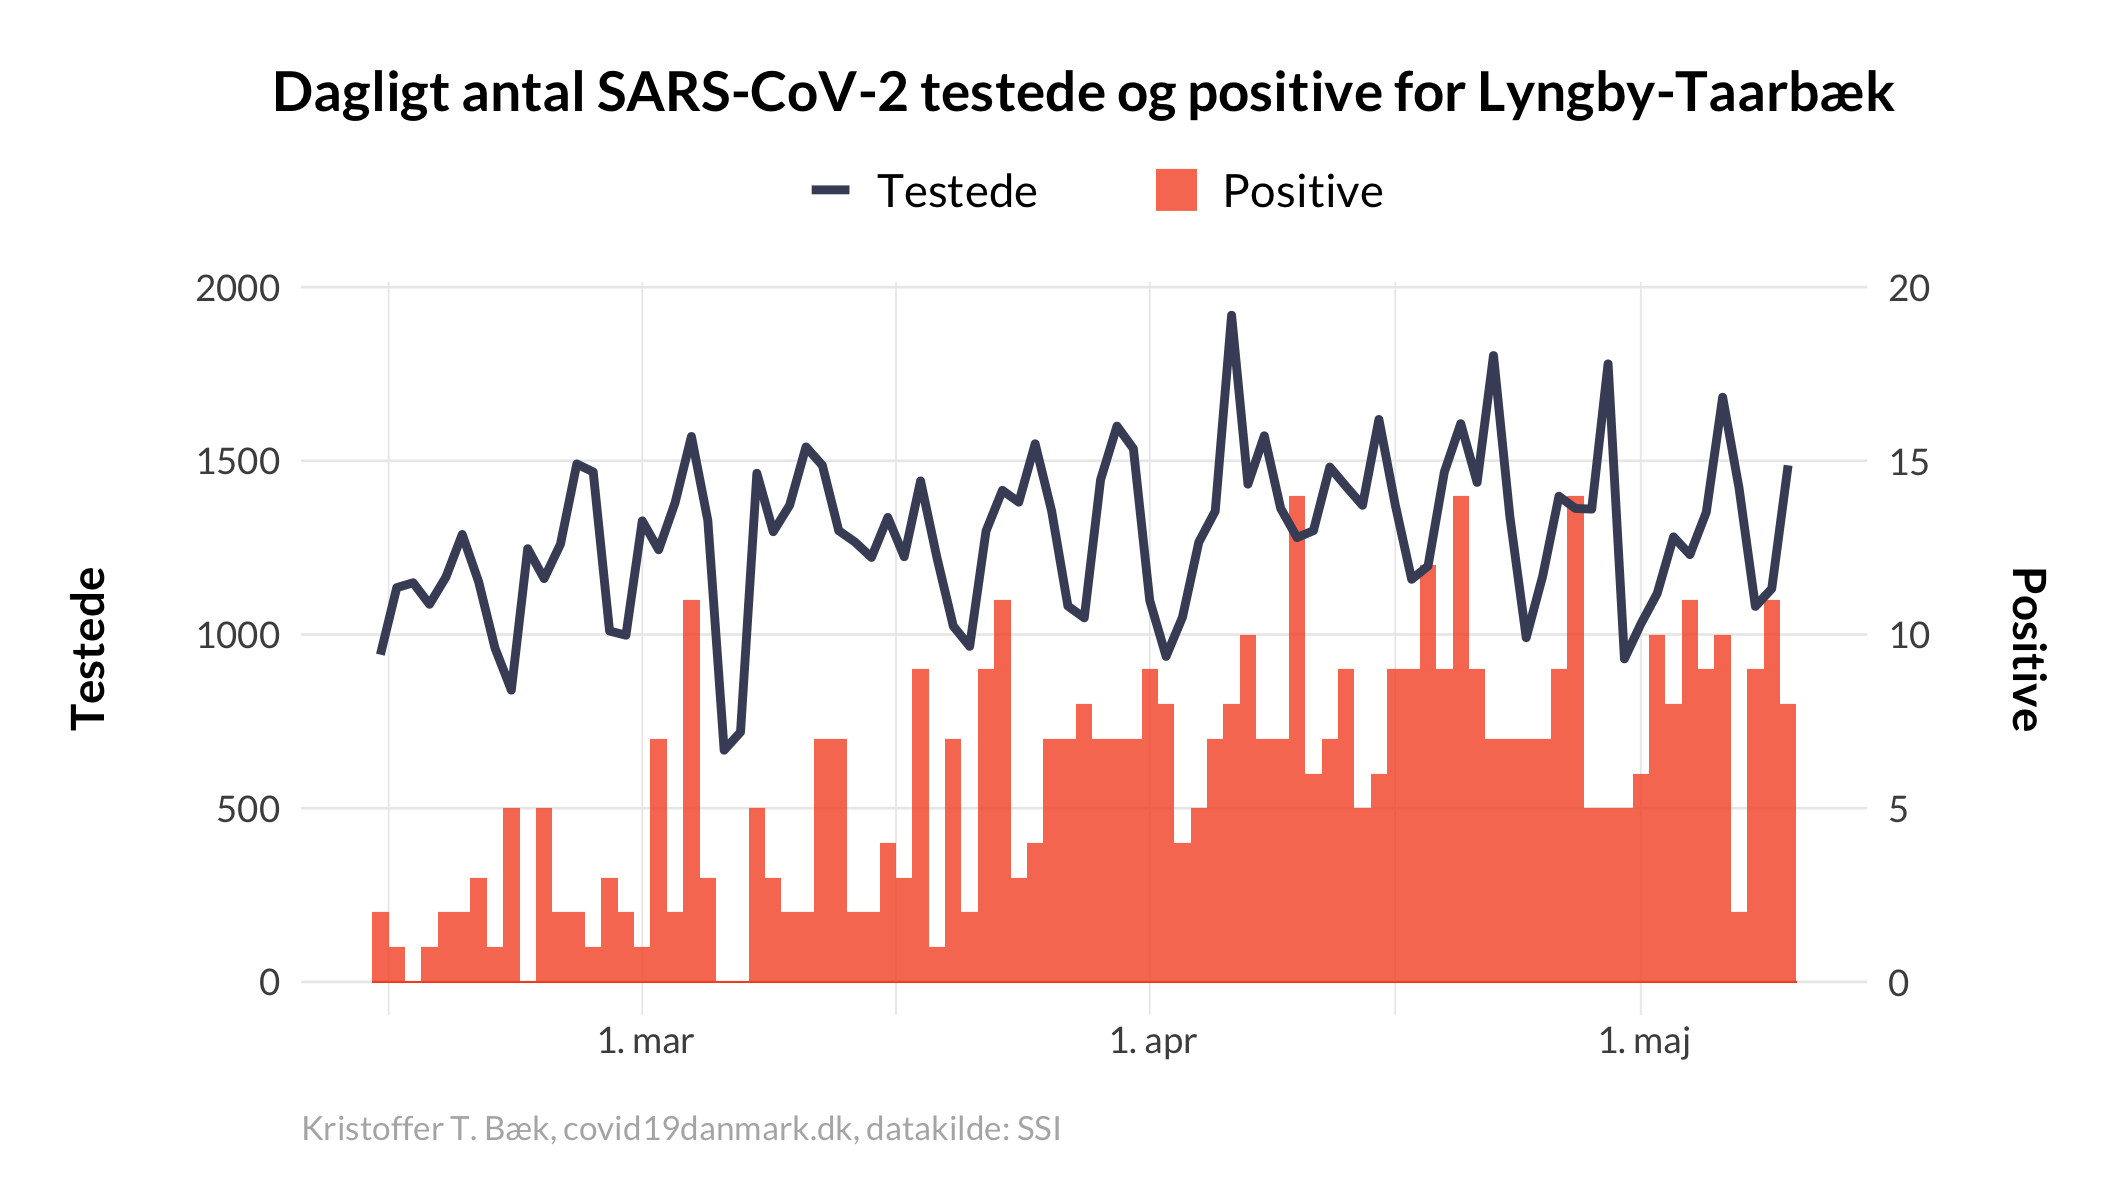 Dagligt antal SARS-CoV-2 testede og positive for Lyngby-Taarbæk
Testede Positive
2000 20
1500 15
1000 10
500 5
0 0
Testede
Positive
1. mar 1. apr 1. maj
Kristoffer T. Bæk, covid19danmark.dk, datakilde: SSI